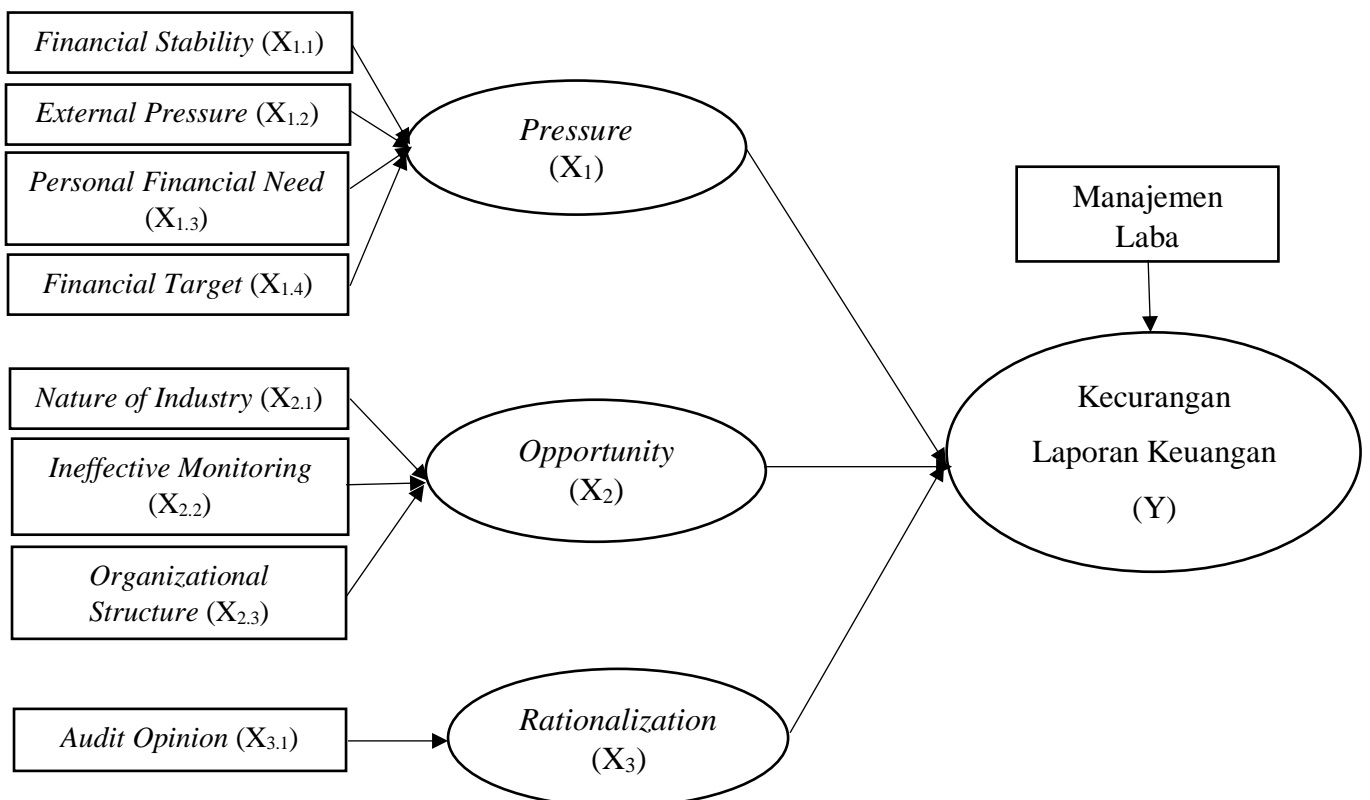 Financial Stability (X1.1)
External Pressure (X1.2)
Personal Financial Need
(X1.3)
Financial Target (X1.4)
Pressure
(X1)
Nature of Industry (X2.1)
Ineffective Monitoring
(X2.2)
Organizational
Structure (X2.3)
Opportunity
(X2)
Audit Opinion (X3.1)
Rationalization
(X3)
Manajemen
Laba
Kecurangan
Laporan Keuangan
(Y)